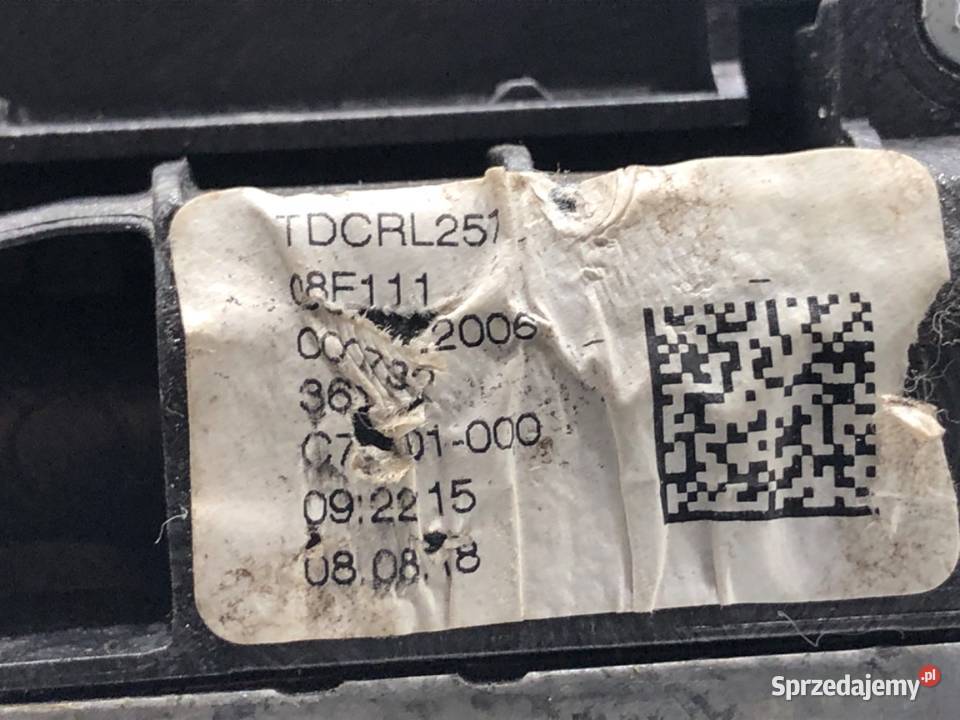 TDCRL251
08F111
2006
01-000
09:22 15
08.08.18
Sprzedajemy.pl